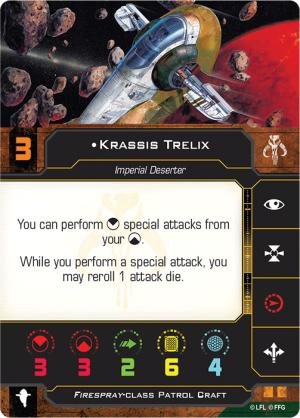 3
•Krassis Trelix
Imperial Deserter
You can perform special attacks from
your .
While you perform a special attack, you
may reroll 1 attack die.
3 3 2 6 4
Firespray-class Patrol Craft
©LFL ©FFG